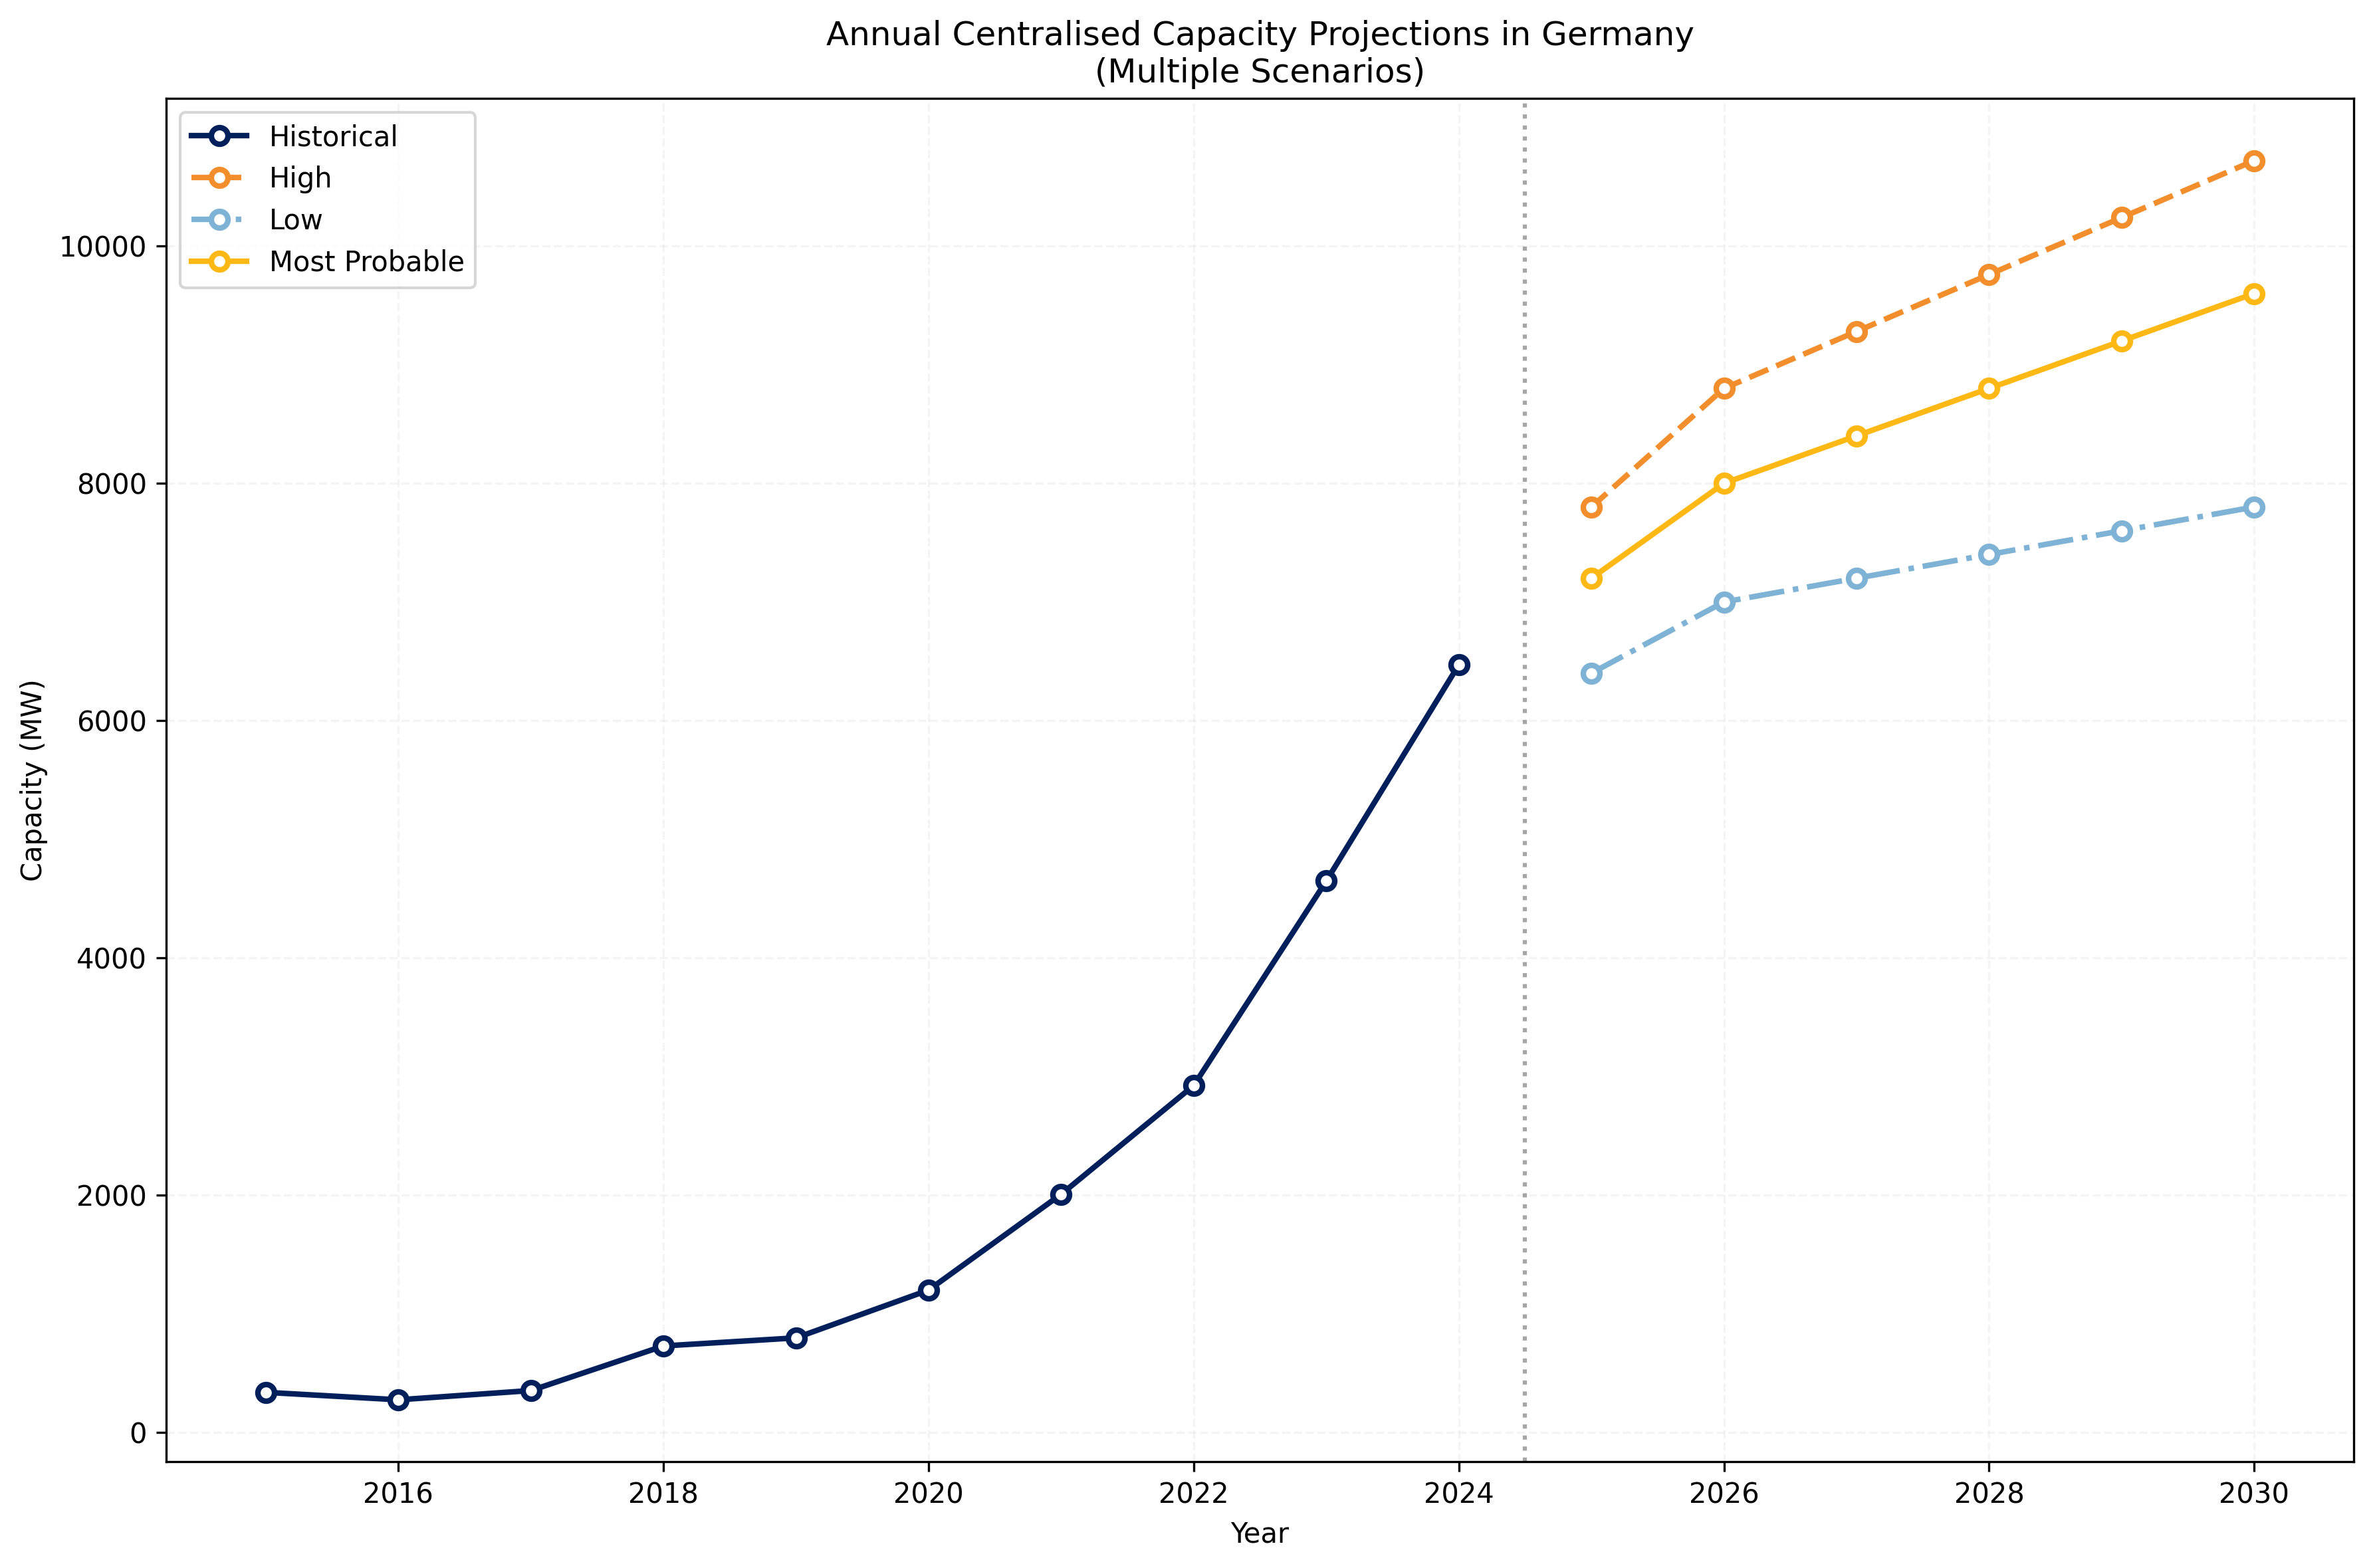 Annual Centralised Capacity Projections in Germany
(Multiple Scenarios)
Historical
High
Low
Most Probable
Capacity (MW)
10000
8000
6000
4000
2000
0
2016
2018
2020
2022
2024
2026
2028
2030
Year